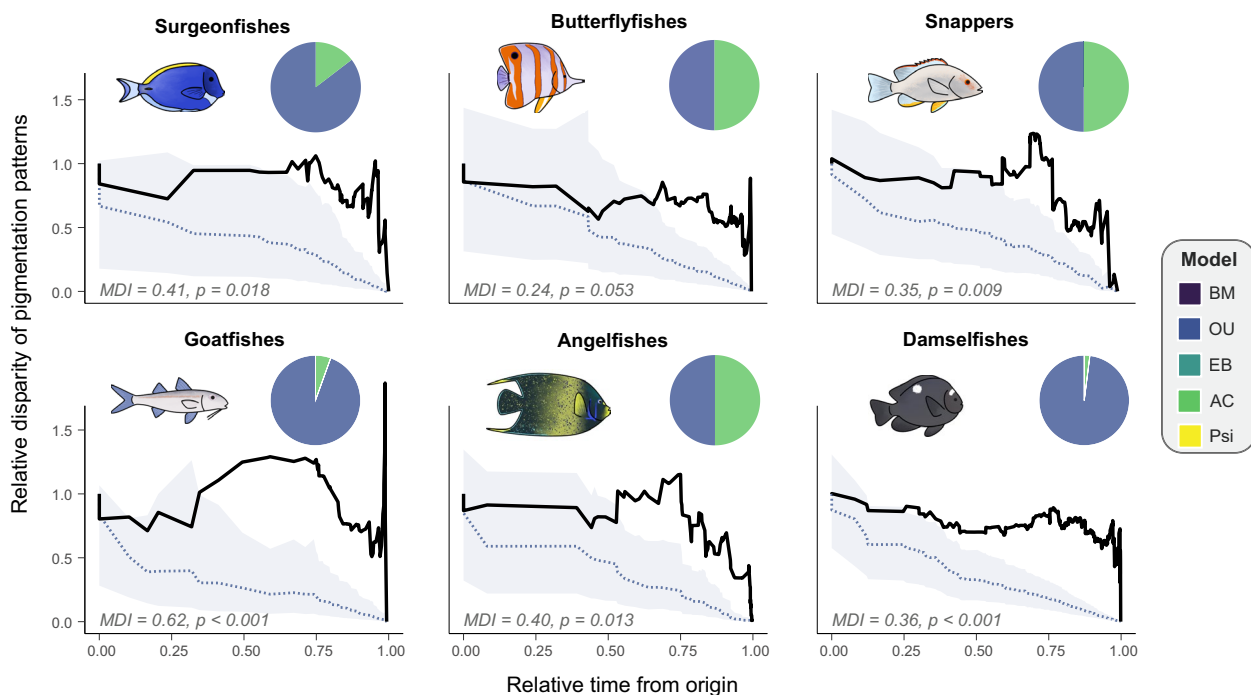 Surgeonfishes
Butterflyfishes
Snappers
Relative disparity of pigmentation patterns
1.5
1.0
0.5
0.0
MDI = 0.41, p = 0.018
MDI = 0.24, p = 0.053
MDI = 0.35, p = 0.009
Model
BM
OU
EB
AC
Psi
Goatfishes
Angelfishes
Damselfishes
1.5
1.0
0.5
0.0
MDI = 0.62, p < 0.001
MDI = 0.40, p = 0.013
MDI = 0.36, p < 0.001
0.00 0.25 0.50 0.75 1.00
0.00 0.25 0.50 0.75 1.00
0.00 0.25 0.50 0.75 1.00
Relative time from origin